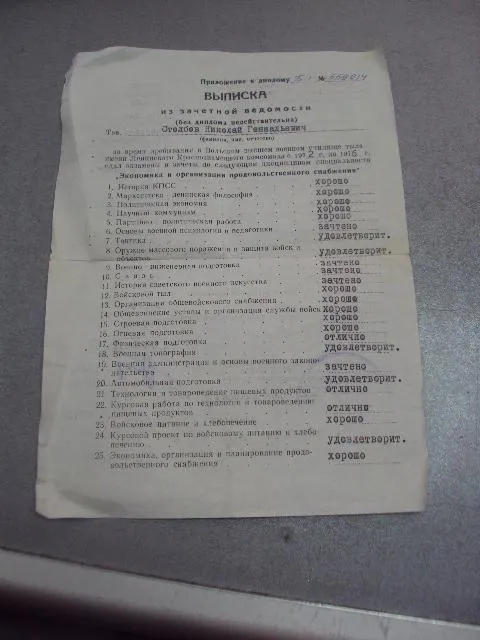 Приложение к диплому
ВЫПИСКА
из зачетной ведомости
(без диплома недействительна)
Тов. Столбов Николай Геннадьевич
(фамилия, имя, отчество)
за время пребывания в Вольском высшем военном училище тыла
имени Ленинского Краснознаменного комсомола с 1972 г. по 1976 г.
сдал экзамены и зачеты по следующим дисциплинам специальности
„Экономика и организация продовольственного снабжения"
1. История КПСС хорошо
2. Марксистско - ленинская философия хорошо
3. Политическая экономия хорошо
4. Научный коммунизм хорошо
5. Партийно - политическая работа хорошо
6. Основы военной психологии и педагогики зачтено
7. Тактика удовлетворит.
8. Оружие массового поражения и защита войск и
объектов удовлетворит.
9. Военно - инженерная подготовка зачтено
10. Связь зачтено
11. История советского военного искусства зачтено
12. Войсковой тыл хорошо
13. Организация общевойскового снабжения хорошо
14. Общевоинские уставы и организация службы войск хорошо
15. Строевая подготовка хорошо
16. Огневая подготовка хорошо
17. Физическая подготовка отлично
18. Военная топография удовлетворит.
19. Военная администрация и основы военного законо-
дательства зачтено
20. Автомобильная подготовка удовлетворит.
21. Технология и товароведение пищевых продуктов отлично
22. Курсовая работа по технологии и товароведению
пищевых продуктов отлично
23. Войсковое питание и хлебопечение хорошо
24. Курсовой проект по войсковому питанию и хлебо-
печению удовлетворит.
25. Экономика, организация и планирование продо-
вольственного снабжения хорошо